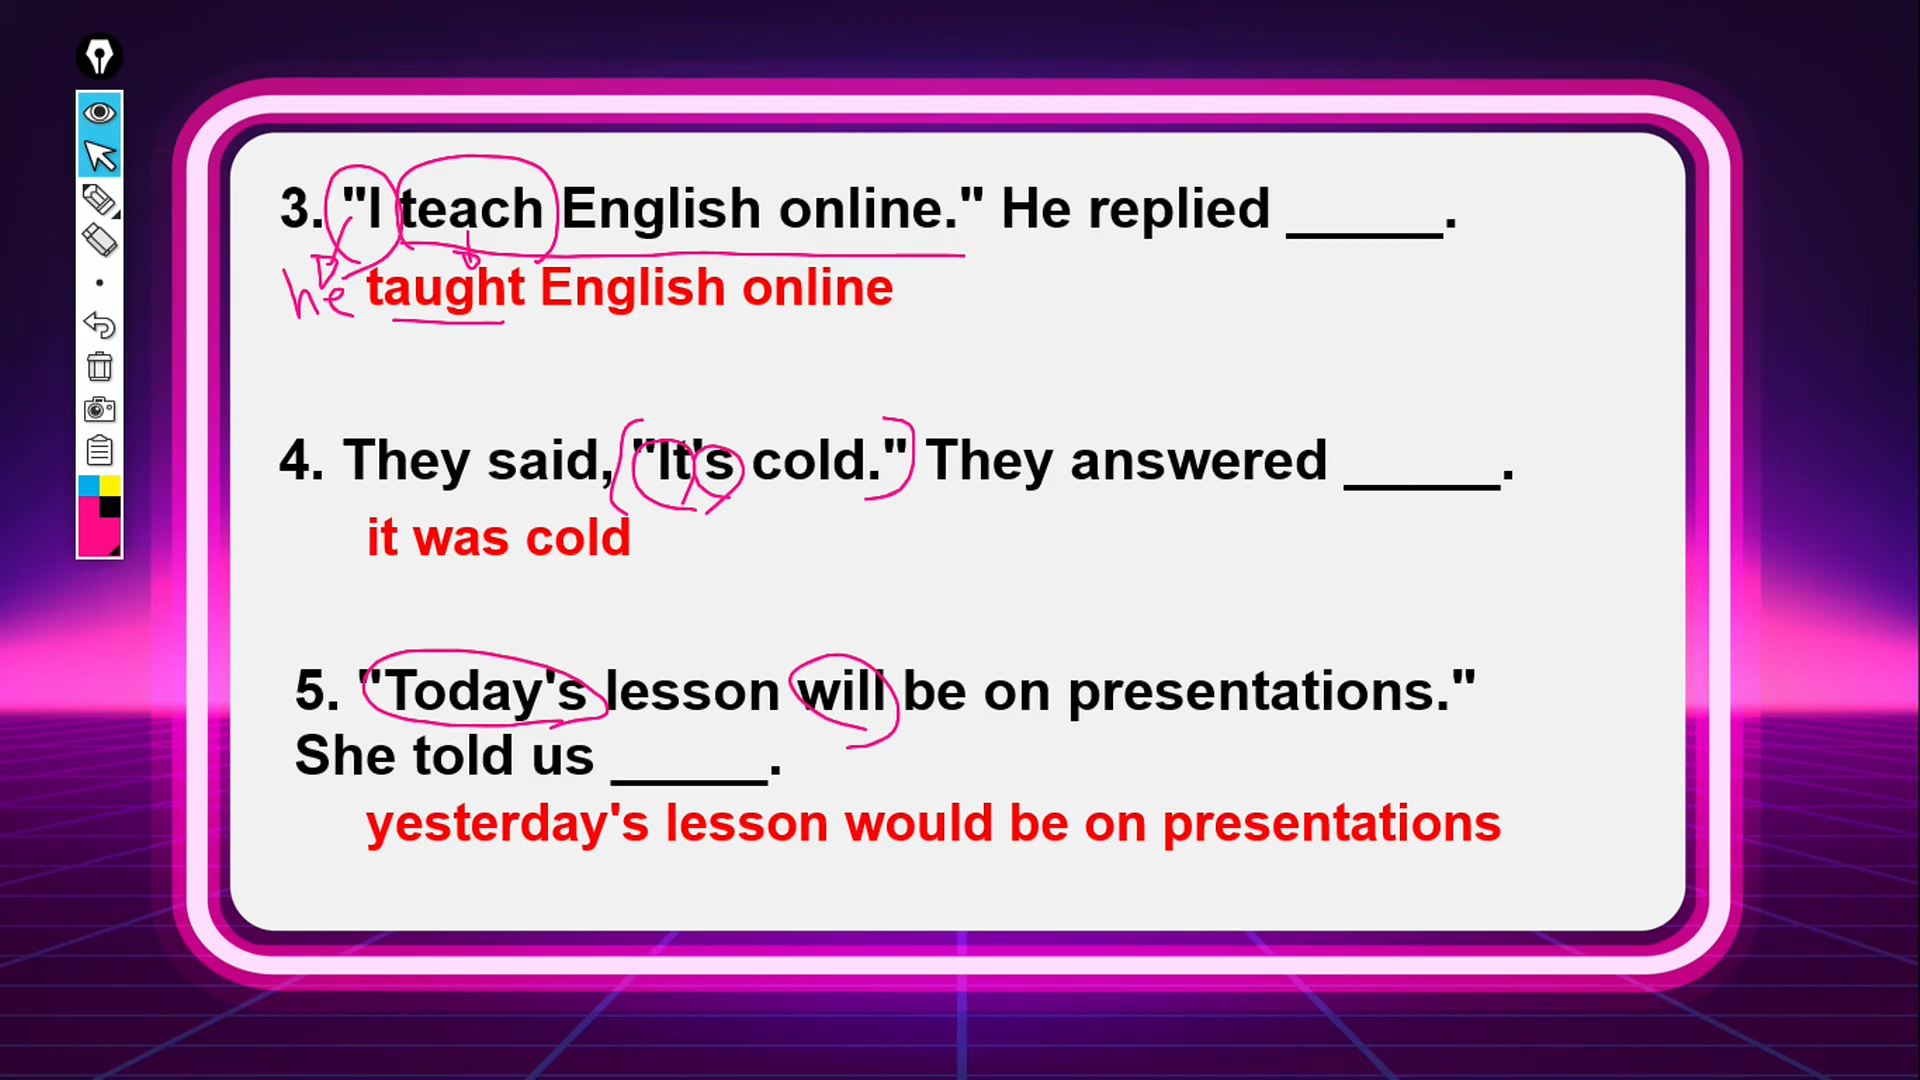 3. "I teach English online." He replied _____.
he taught English online
4. They said, "It's cold." They answered _____.
it was cold
5. "Today's lesson will be on presentations."
She told us _____.
yesterday's lesson would be on presentations